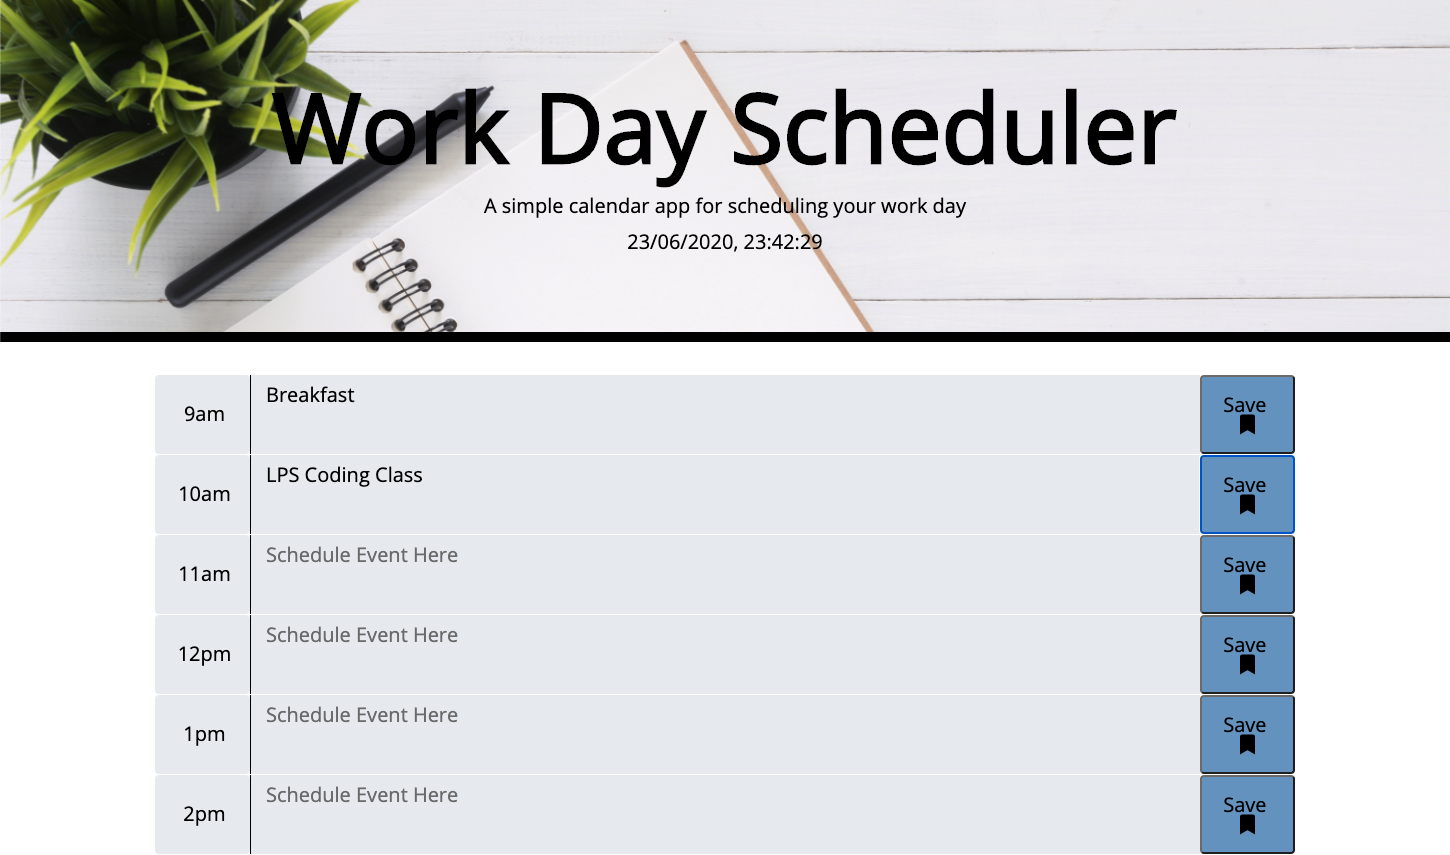 Work Day Scheduler
A simple calendar app for scheduling your work day
23/06/2020, 23:42:29
9am Breakfast Save
10am LPS Coding Class Save
11am Schedule Event Here Save
12pm Schedule Event Here Save
1pm Schedule Event Here Save
2pm Schedule Event Here Save